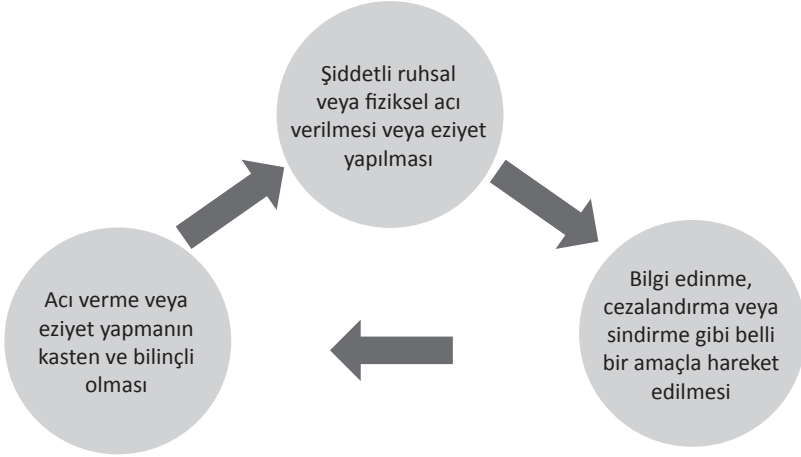 Şiddetli ruhsal
veya fiziksel acı
verilmesi veya eziyet
yapılması
Bilgi edinme,
cezalandırma veya
sindirme gibi belli
bir amaçla hareket
edilmesi
Acı verme veya
eziyet yapmanın
kasten ve bilinçli
olması